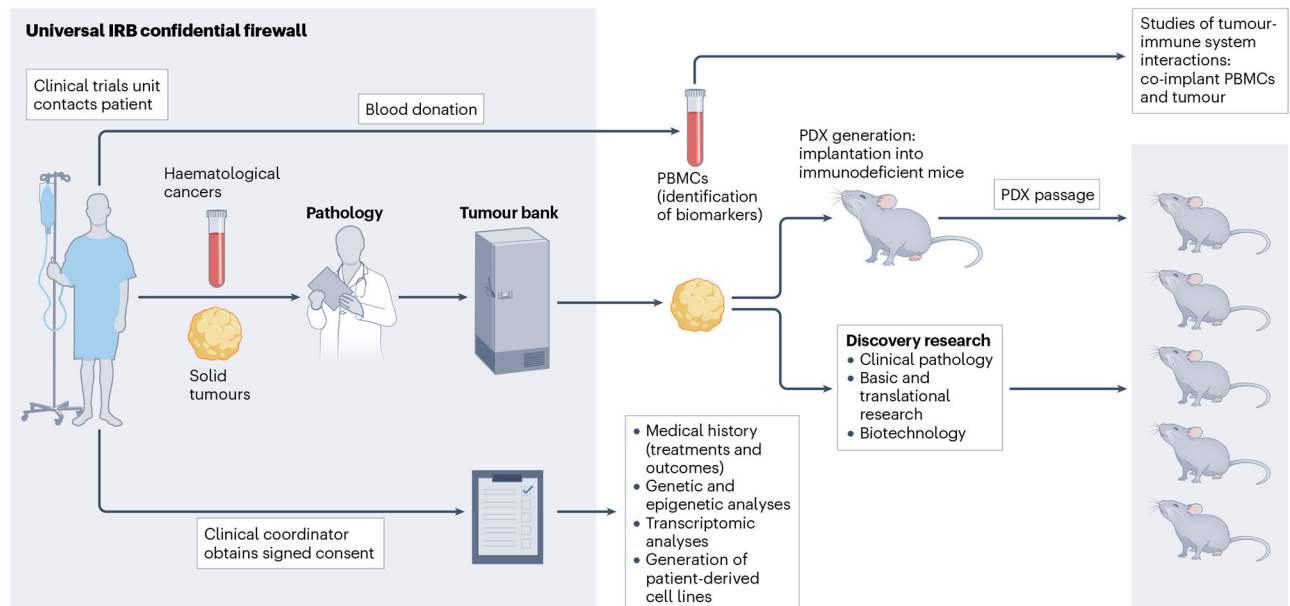 Universal IRB confidential firewall
Clinical trials unit
contacts patient
Blood donation
Haematological
cancers
Solid
tumours
Pathology
Tumour bank
Clinical coordinator
obtains signed consent
• Medical history
(treatments and
outcomes)
• Genetic and
epigenetic analyses
• Transcriptomic
analyses
• Generation of
patient-derived
cell lines
PBMCs
(identification
of biomarkers)
Studies of tumour-
immune system
interactions:
co-implant PBMCs
and tumour
PDX generation:
implantation into
immunodeficient mice
PDX passage
Discovery research
• Clinical pathology
• Basic and
translational
research
• Biotechnology